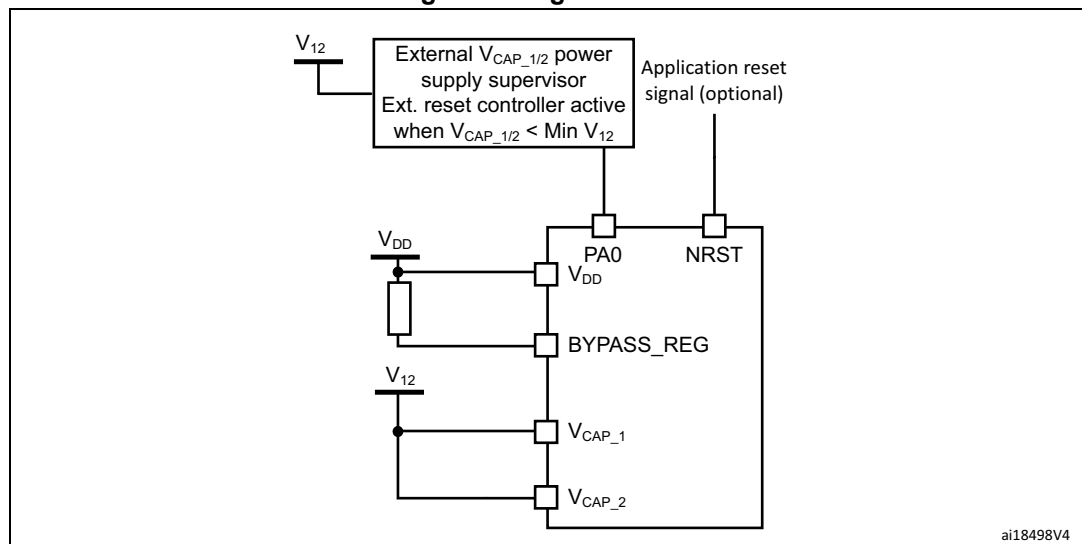 V12
External VCAP_1/2 power
supply supervisor
Ext. reset controller active
when VCAP_1/2 < Min V12
Application reset
signal (optional)
PA0
NRST
VDD
VDD
BYPASS_REG
V12
VCAP_1
VCAP_2
ai18498V4